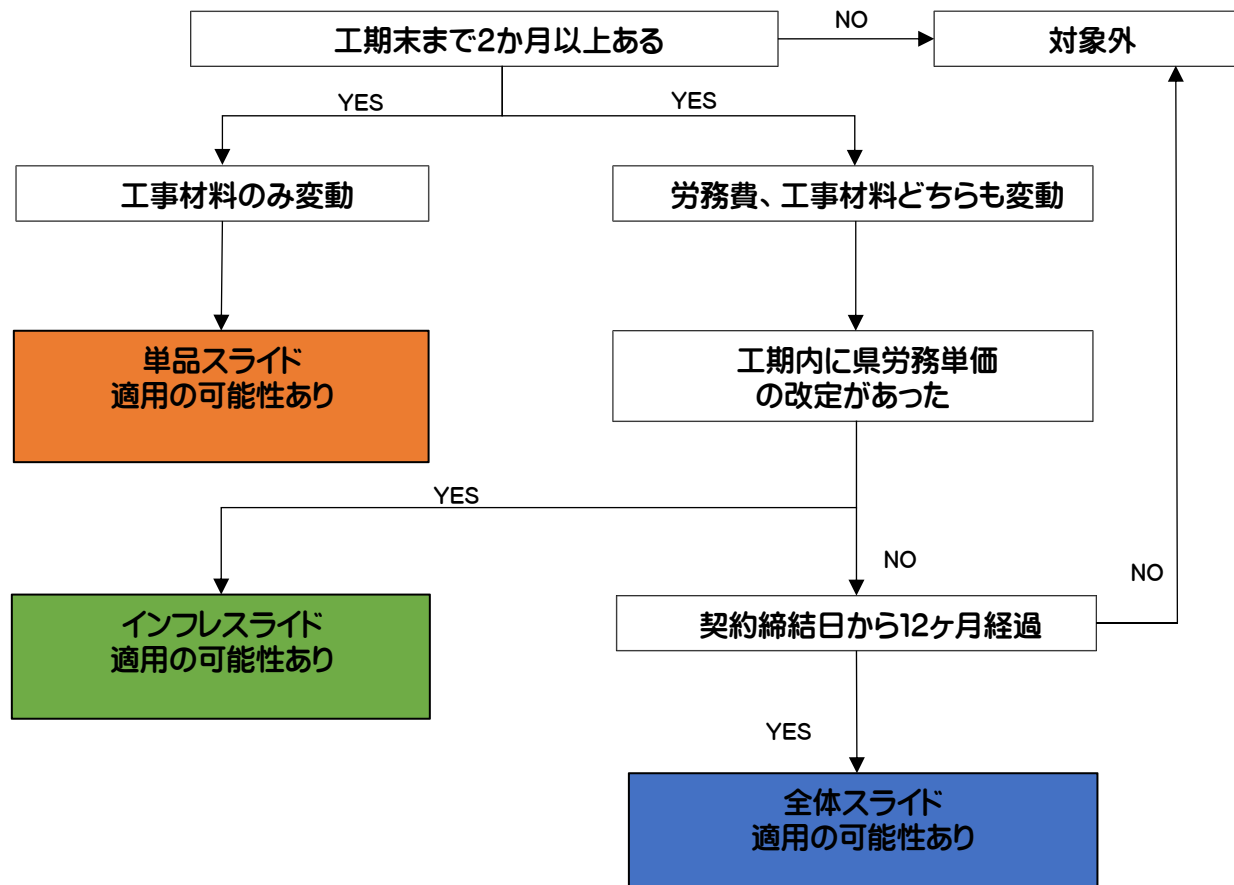 工期末まで2か月以上ある
NO
対象外
YES
YES
工事材料のみ変動
労務費、工事材料どちらも変動
単品スライド
適用の可能性あり
工期内に県労務単価
の改定があった
YES
NO
NO
インフレスライド
適用の可能性あり
契約締結日から12ヶ月経過
YES
全体スライド
適用の可能性あり